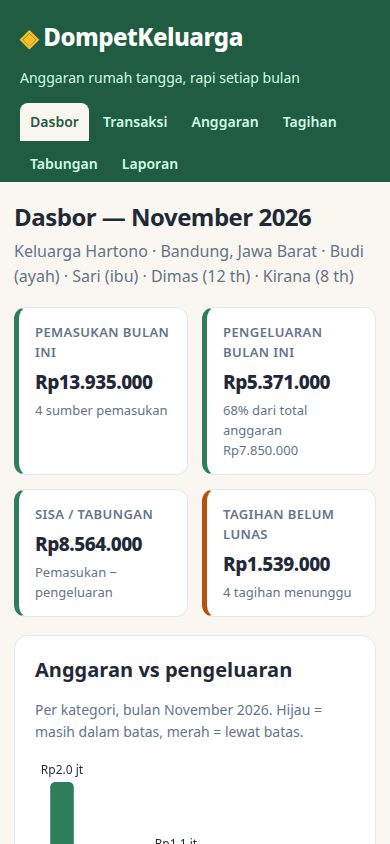 DompetKeluarga
Anggaran rumah tangga, rapi setiap bulan
Dasbor Transaksi Anggaran Tagihan
Tabungan Laporan
Dasbor — November 2026
Keluarga Hartono · Bandung, Jawa Barat · Budi
(ayah) · Sari (ibu) · Dimas (12 th) · Kirana (8 th)
PEMASUKAN BULAN
INI
Rp13.935.000
4 sumber pemasukan
PENGELUARAN
BULAN INI
Rp5.371.000
68% dari total
anggaran
Rp7.850.000
SISA / TABUNGAN
Rp8.564.000
Pemasukan −
pengeluaran
TAGIHAN BELUM
LUNAS
Rp1.539.000
4 tagihan menunggu
Anggaran vs pengeluaran
Per kategori, bulan November 2026. Hijau =
masih dalam batas, merah = lewat batas.
Rp2.0 jt
Rp1.1 jt